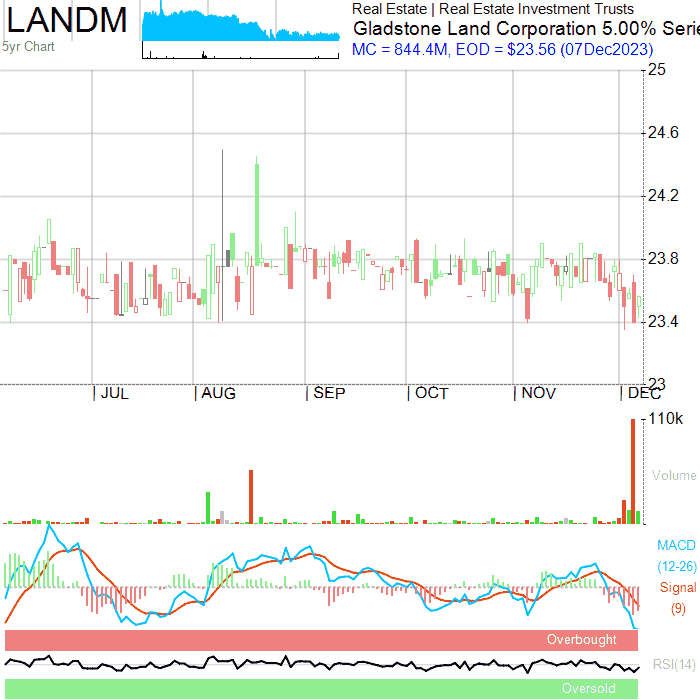 LANDM
5yr Chart
Real Estate | Real Estate Investment Trusts
Gladstone Land Corporation 5.00% Serie
MC = 844.4M, EOD = $23.56 (07Dec2023)
25
24.6
24.2
23.8
23.4
23
JUL AUG SEP OCT NOV DEC
110k
Volume
MACD
(12-26)
Signal
(9)
Overbought
RSI(14)
Oversold